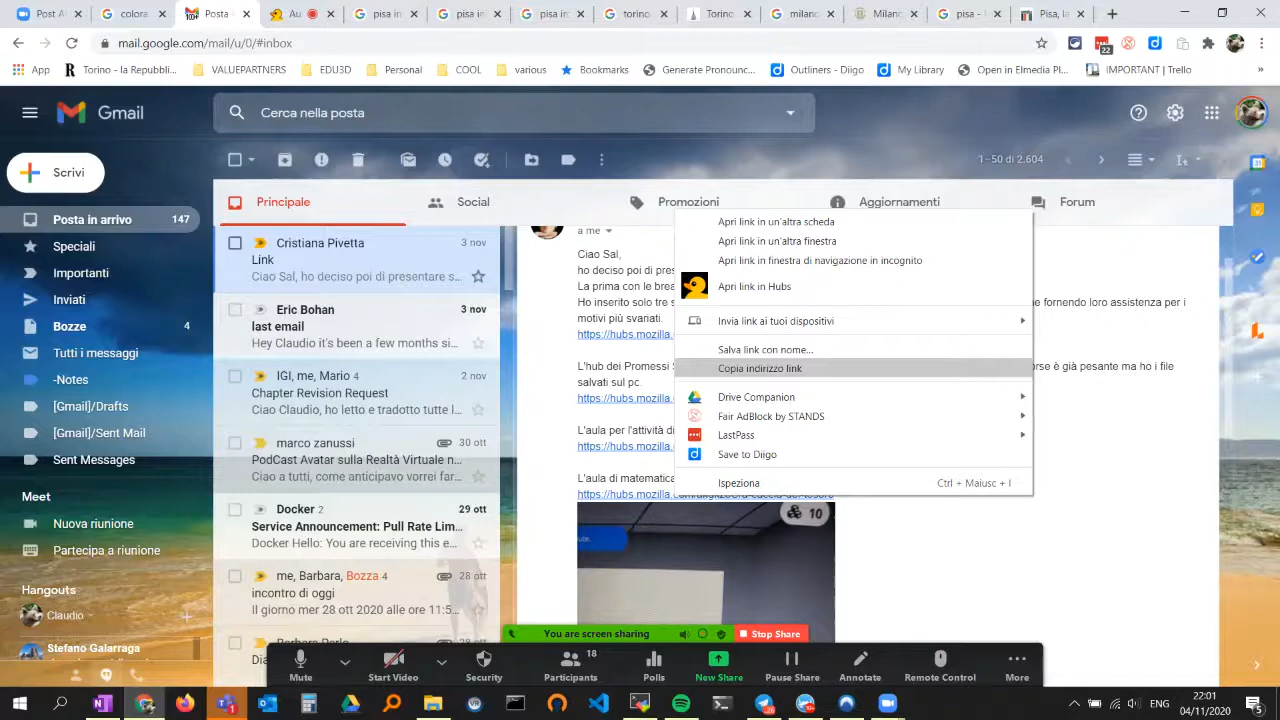 Zoom Post A
colora
Posta
Au
pisa in
pisa in
pisa in
torino
Torino
milano
Milano
pisa -
Pisa, la
mail.google.com/mail/u/0/#inbox
22
App
Torino - la Repubbli...
VALUEPARTNERS
EDU3D
Personal
COOL
various
Bookmarks
Generate Pronounc...
Outliners - Diigo
My Library
Open in Elmedia Pl...
IMPORTANT | Trello
»
Gmail
Cerca nella posta
Scrivi
1–50 di 2.604
Principale
Social
Promozioni
Aggiornamenti
Forum
Posta in arrivo 147
Speciali
Importanti
Inviati
Bozze 4
Tutti i messaggi
-Notes
[Gmail]/Drafts
[Gmail]/Sent Mail
Sent Messages
Meet
Nuova riunione
Partecipa a riunione
Hangouts
Claudio
Stefano Galarraga
Cristiana Pivetta 3 nov
Link
Ciao Sal, ho deciso poi di presentare s...
Eric Bohan 3 nov
last email
Hey Claudio it's been a few months si...
IGI, me, Mario 4 2 nov
Chapter Revision Request
Ciao Claudio, ho letto e tradotto tutte l...
marco zanussi 30 ott
PodCast Avatar sulla Realtà Virtuale n...
Ciao a tutti, come anticipavo vorrei far...
Docker 29 ott
Service Announcement: Pull Rate Lim...
Docker Hello: You are receiving this e...
me, Barbara, Bozza 4 28 ott
incontro di oggi
Il giorno mer 28 ott 2020 alle ore 11:5...
28 ott
a me
Ciao Sal,
ho deciso poi di pres
La prima con le brea
Ho inserito solo tre s
e fornendo loro assistenza per i
motivi più svariati.
https://hubs.mozilla.
L'hub dei Promessi S
rse è già pesante ma ho i file
salvati sul pc.
https://hubs.mozilla.
L'aula per l'attività di
https://hubs.mozilla.
L'aula di matematica
10
Apri link in un'altra scheda
Apri link in un'altra finestra
Apri link in finestra di navigazione in incognito
Apri link in Hubs
Invia link ai tuoi dispositivi
Salva link con nome...
Copia indirizzo link
Drive Companion
Fair AdBlock by STANDS
LastPass
Save to Diigo
Ispeziona Ctrl + Maiusc + I
You are screen sharing
Stop Share
Mute
Start Video
Security
Participants 18
Polls
New Share
Pause Share
Annotate
Remote Control
More
ENG
22:01
04/11/2020
5